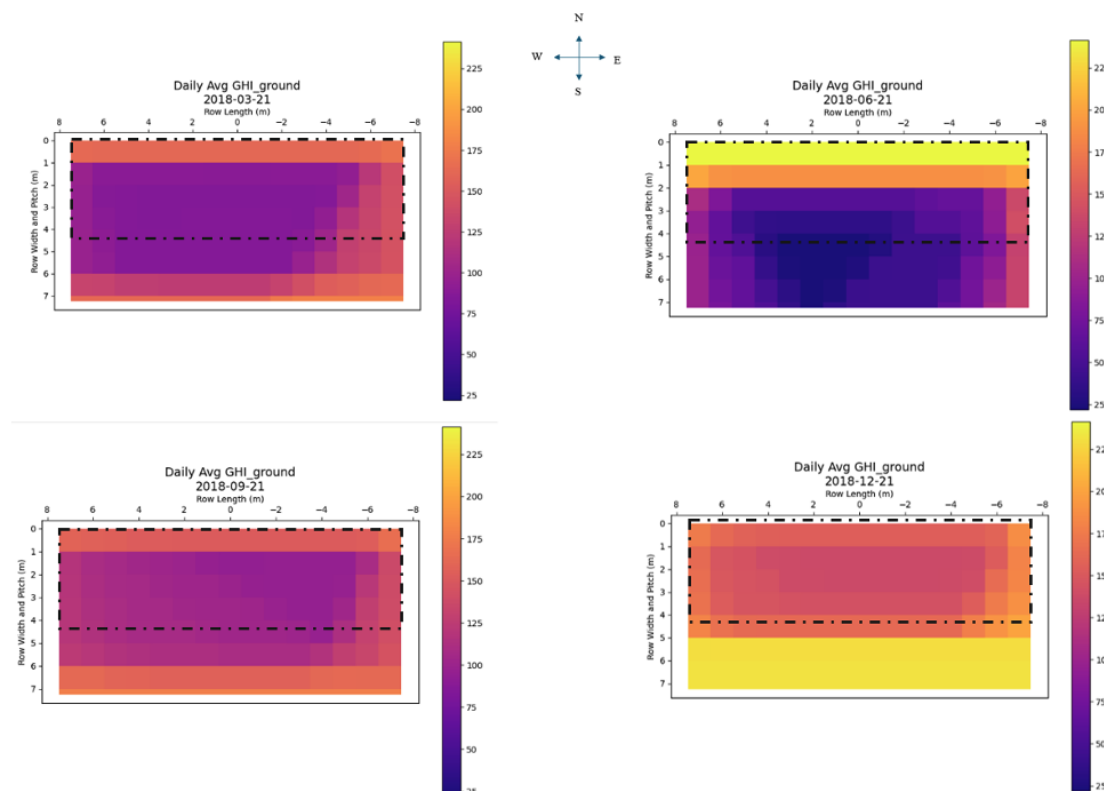 N
W E
S
Daily Avg GHI_ground
2018-03-21
Row Length (m)
8 6 4 2 0 −2 −4 −6 −8
Row Width and Pitch (m)
0
1
2
3
4
5
6
7
225
200
175
150
125
100
75
50
25
Daily Avg GHI_ground
2018-06-21
Row Length (m)
8 6 4 2 0 −2 −4 −6 −8
Row Width and Pitch (m)
0
1
2
3
4
5
6
7
Daily Avg GHI_ground
2018-09-21
Row Length (m)
8 6 4 2 0 −2 −4 −6 −8
Row Width and Pitch (m)
0
1
2
3
4
5
6
7
225
200
175
150
125
100
75
50
25
Daily Avg GHI_ground
2018-12-21
Row Length (m)
8 6 4 2 0 −2 −4 −6 −8
Row Width and Pitch (m)
0
1
2
3
4
5
6
7